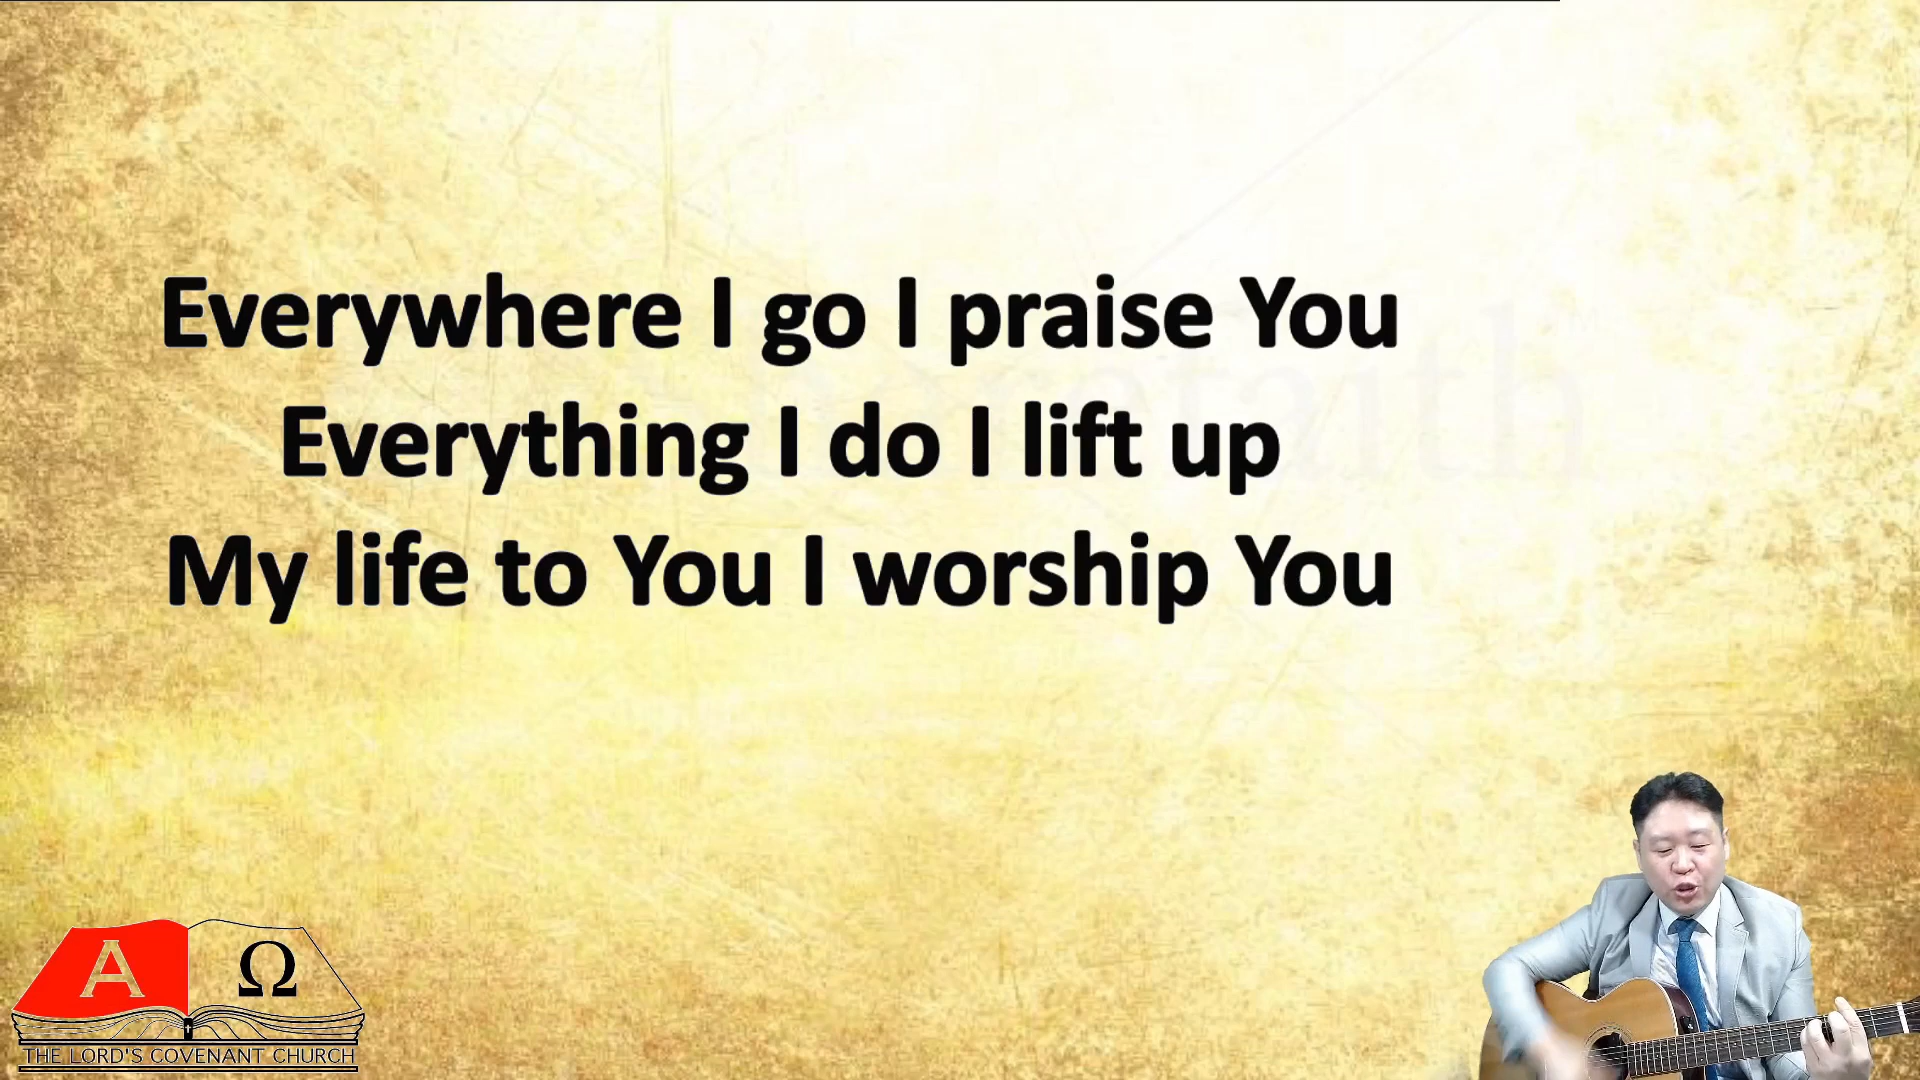 Everywhere I go I praise You
Everything I do I lift up
My life to You I worship You
A Ω
THE LORD'S COVENANT CHURCH